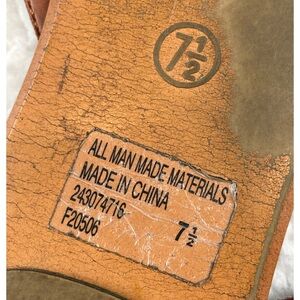 7½
ALL MAN MADE MATERIALS
MADE IN CHINA
243074716
F20506 7½